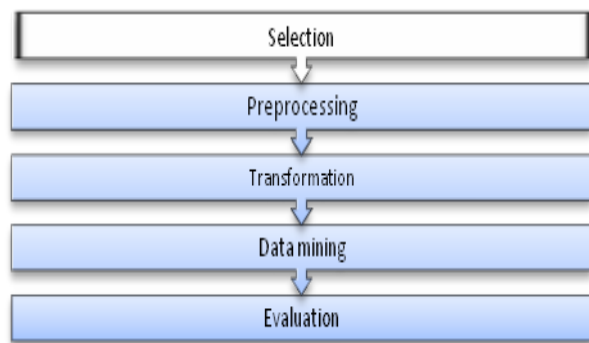 Selection
Preprocessing
Transformation
Data mining
Evaluation